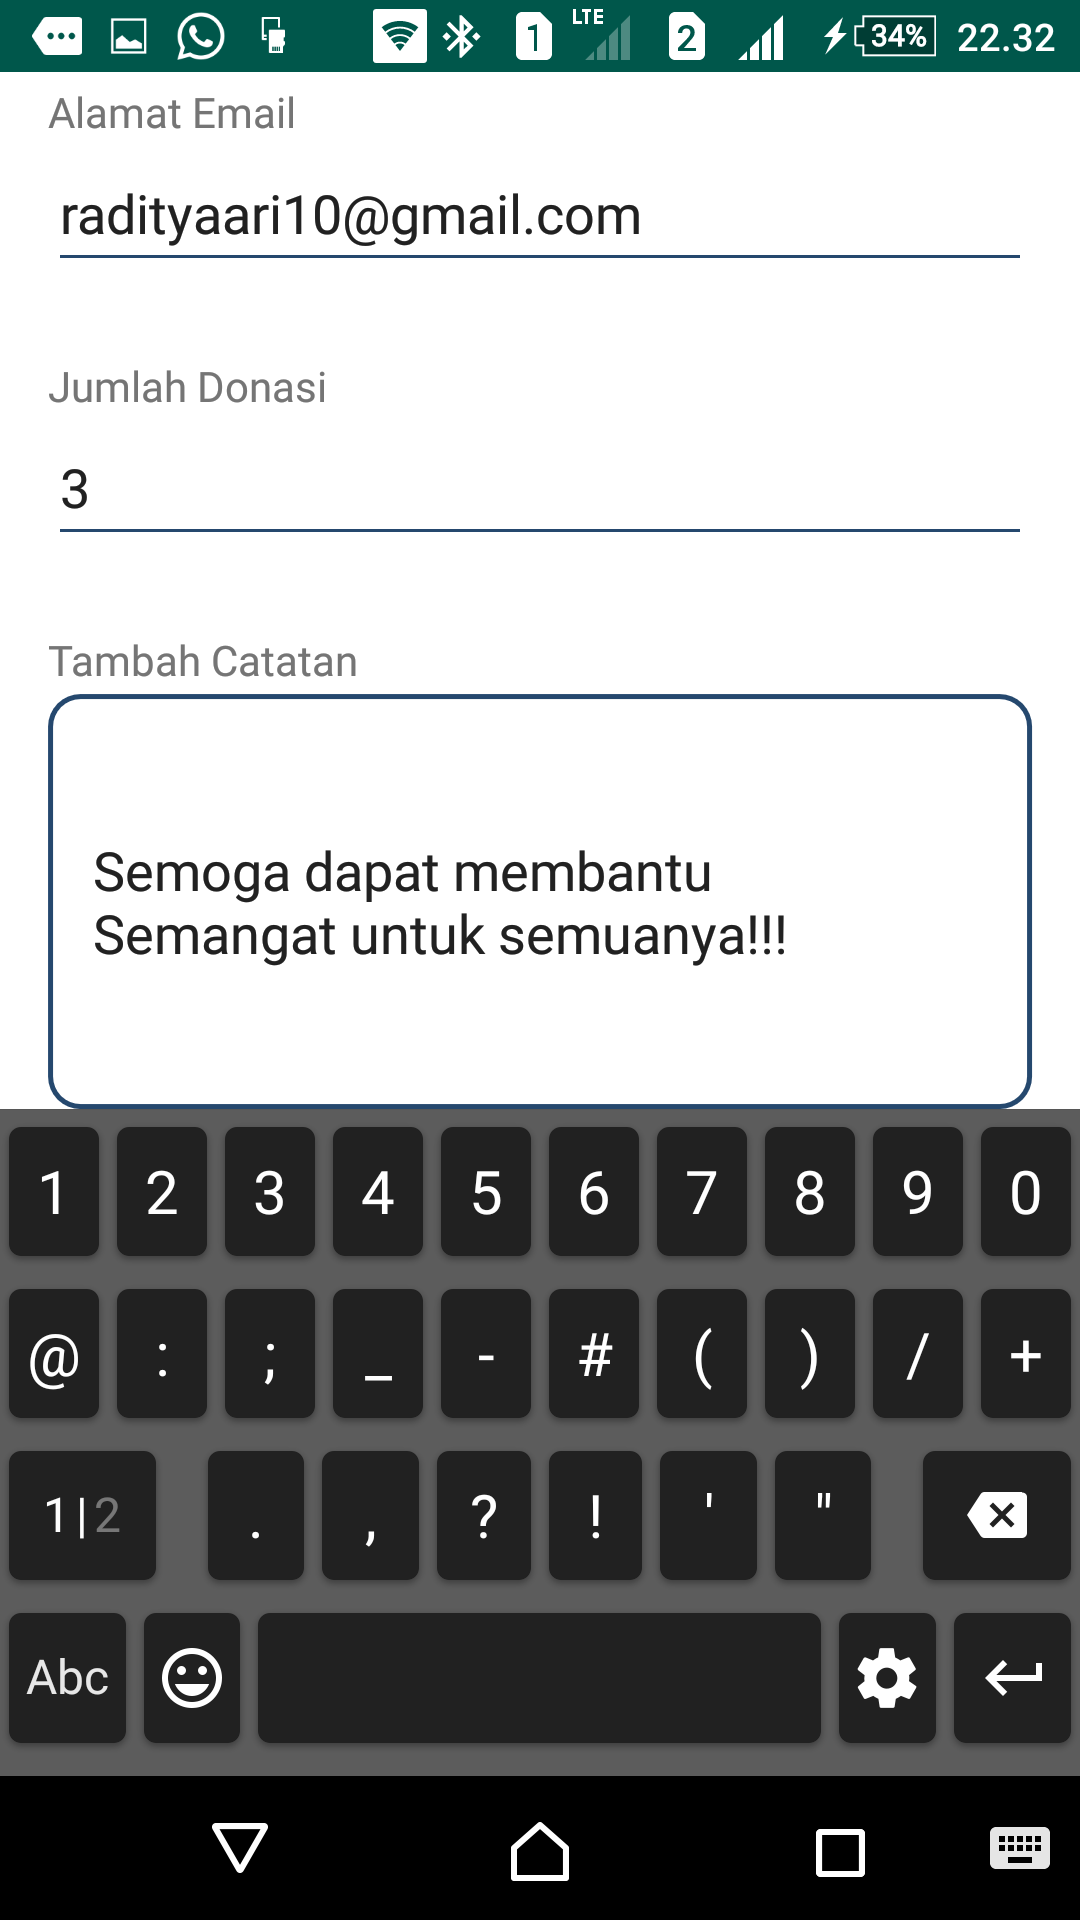 LTE
1 2 34% 22.32
Alamat Email
radityaari10@gmail.com
Jumlah Donasi
3
Tambah Catatan
Semoga dapat membantu
Semangat untuk semuanya!!!
1 2 3 4 5 6 7 8 9 0
@ : ; _ - # ( ) / +
1|2 . , ? ! ' "
Abc